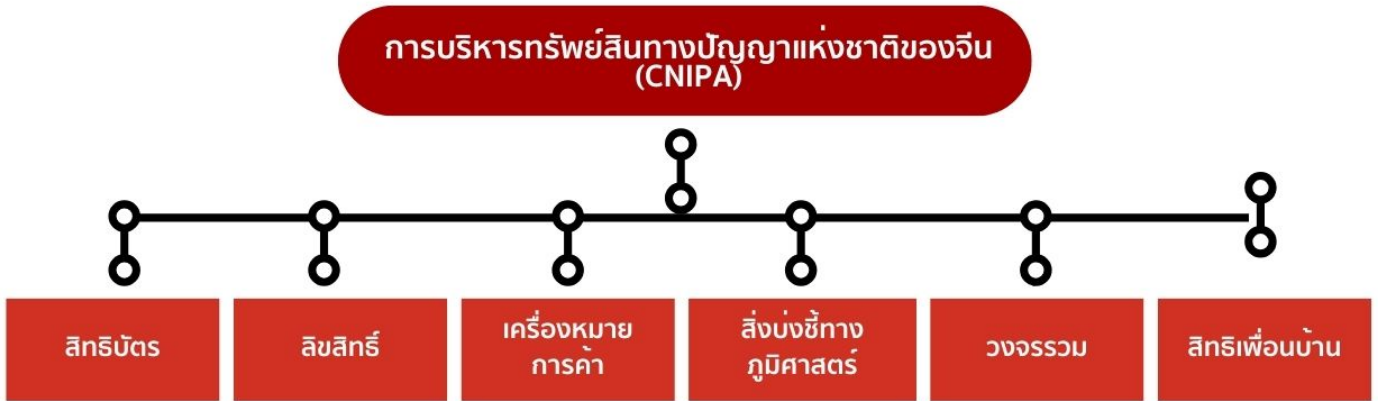 การบริหารทรัพย์สินทางปัญญาแห่งชาติของจีน
(CNIPA)
สิทธิบัตร
ลิขสิทธิ์
เครื่องหมาย
การค้า
สิ่งบ่งชี้ทาง
ภูมิศาสตร์
วงจรรวม
สิทธิเพื่อนบ้าน